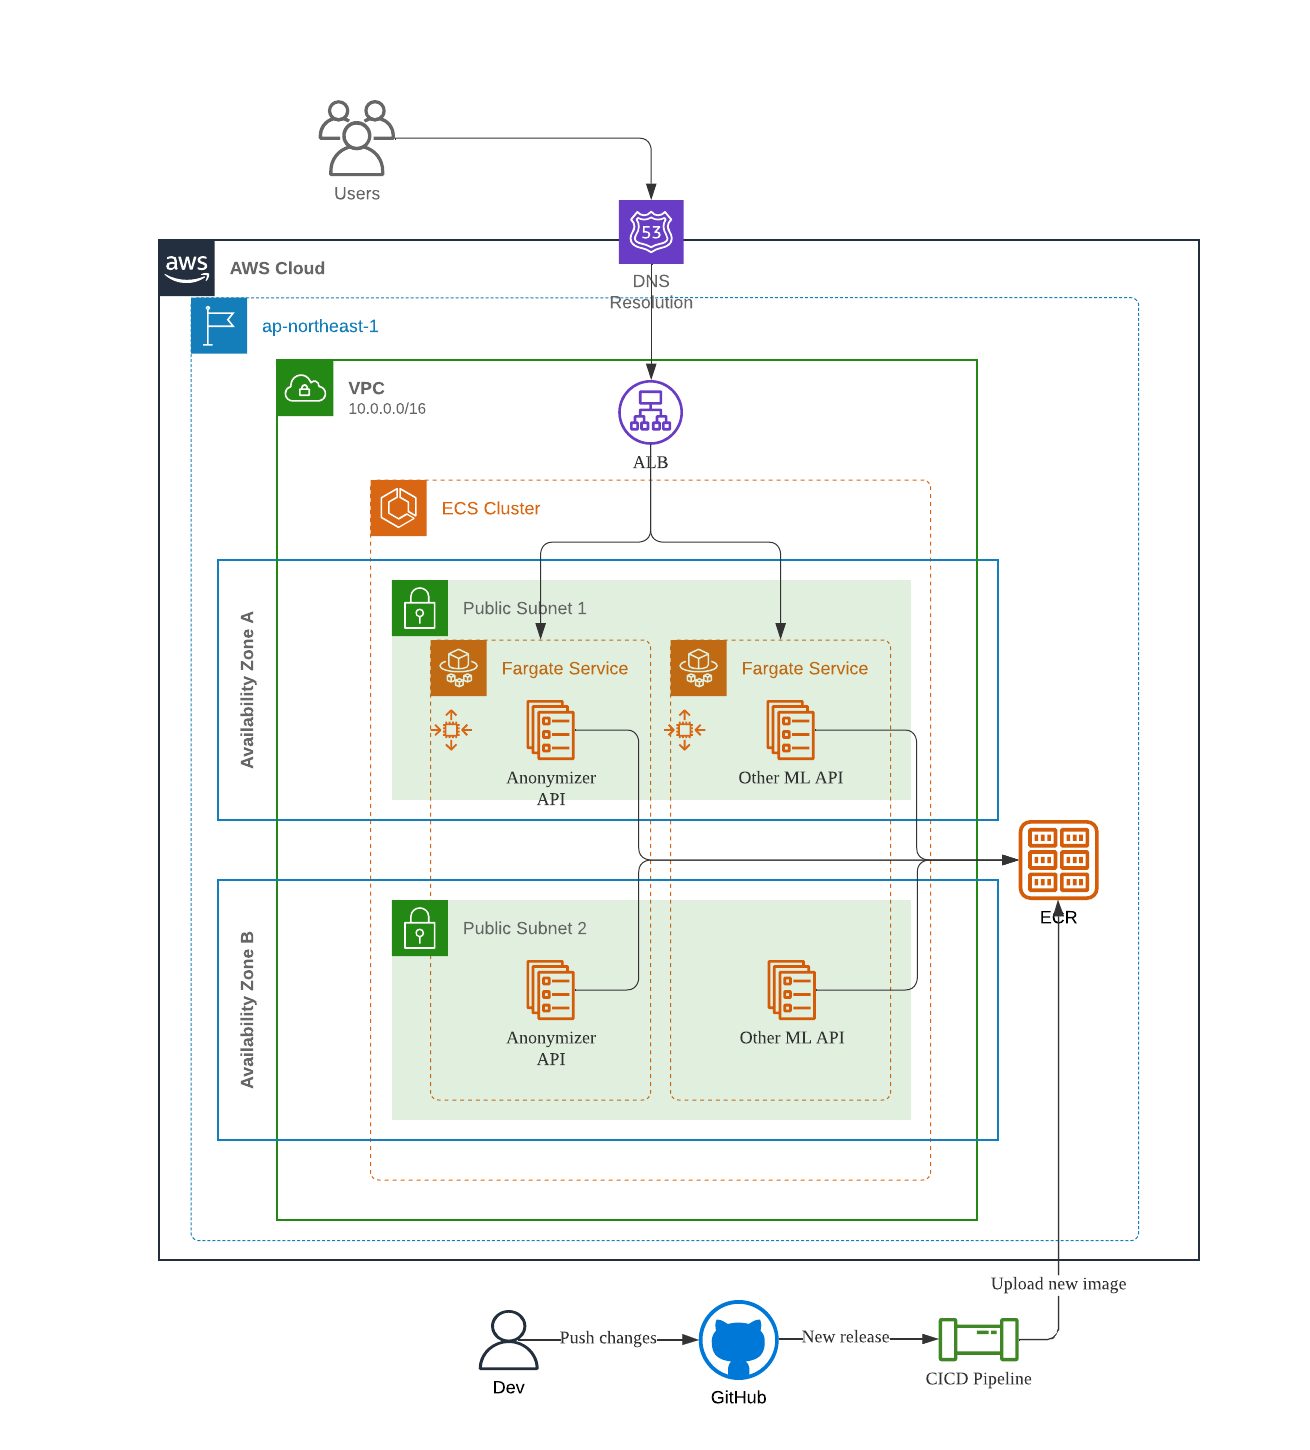 Users
53
DNS
Resolution
aws
AWS Cloud
ap-northeast-1
VPC
10.0.0.0/16
ALB
ECS Cluster
Availability Zone A
Public Subnet 1
Fargate Service
Fargate Service
Anonymizer
API
Other ML API
ECR
Availability Zone B
Public Subnet 2
Anonymizer
API
Other ML API
Upload new image
Push changes
New release
Dev
GitHub
CICD Pipeline